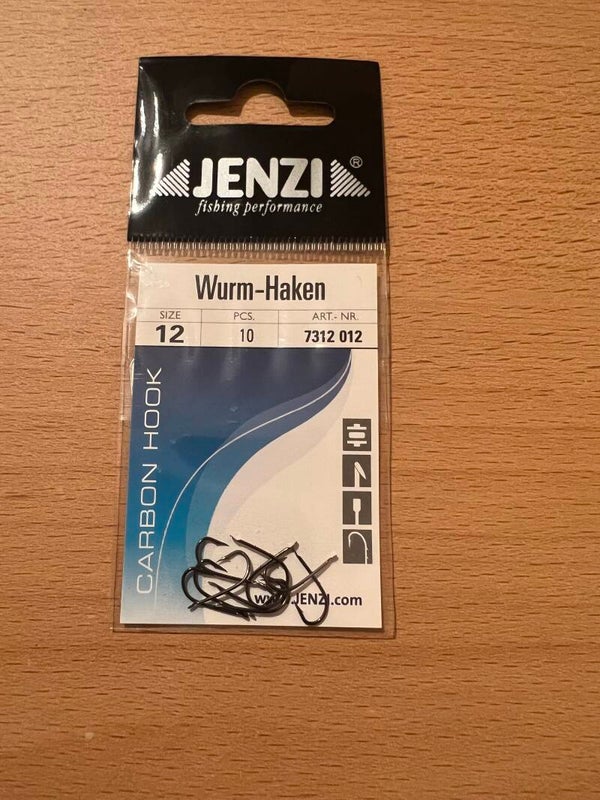 JENZI®
fishing performance
Wurm-Haken
SIZE PCS. ART.- NR.
12 10 7312 012
CARBON HOOK
www.JENZI.com